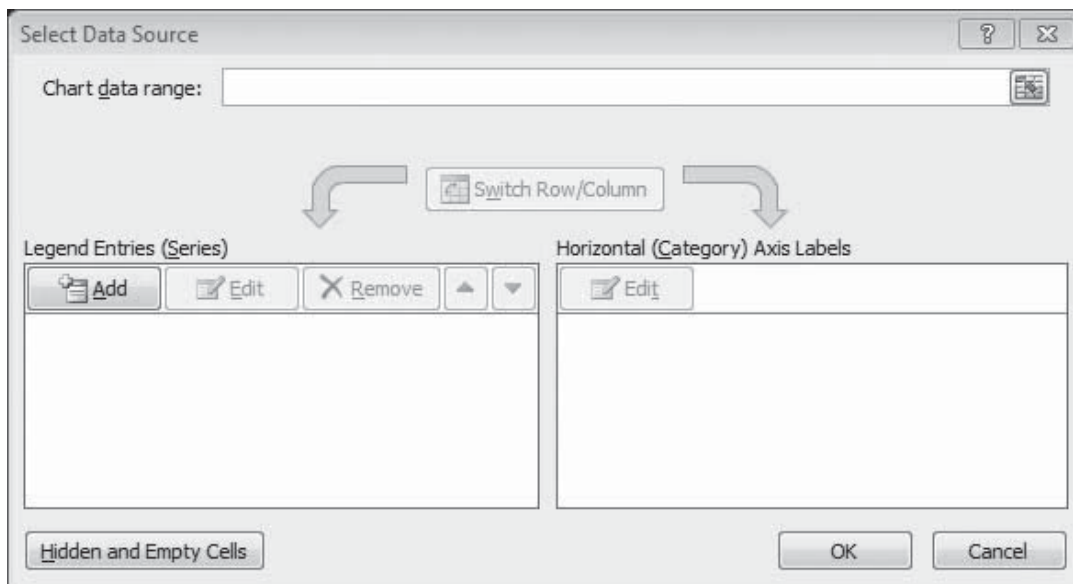 Select Data Source
Chart data range:
Switch Row/Column
Legend Entries (Series)
Horizontal (Category) Axis Labels
Add Edit Remove
Edit
Hidden and Empty Cells
OK Cancel